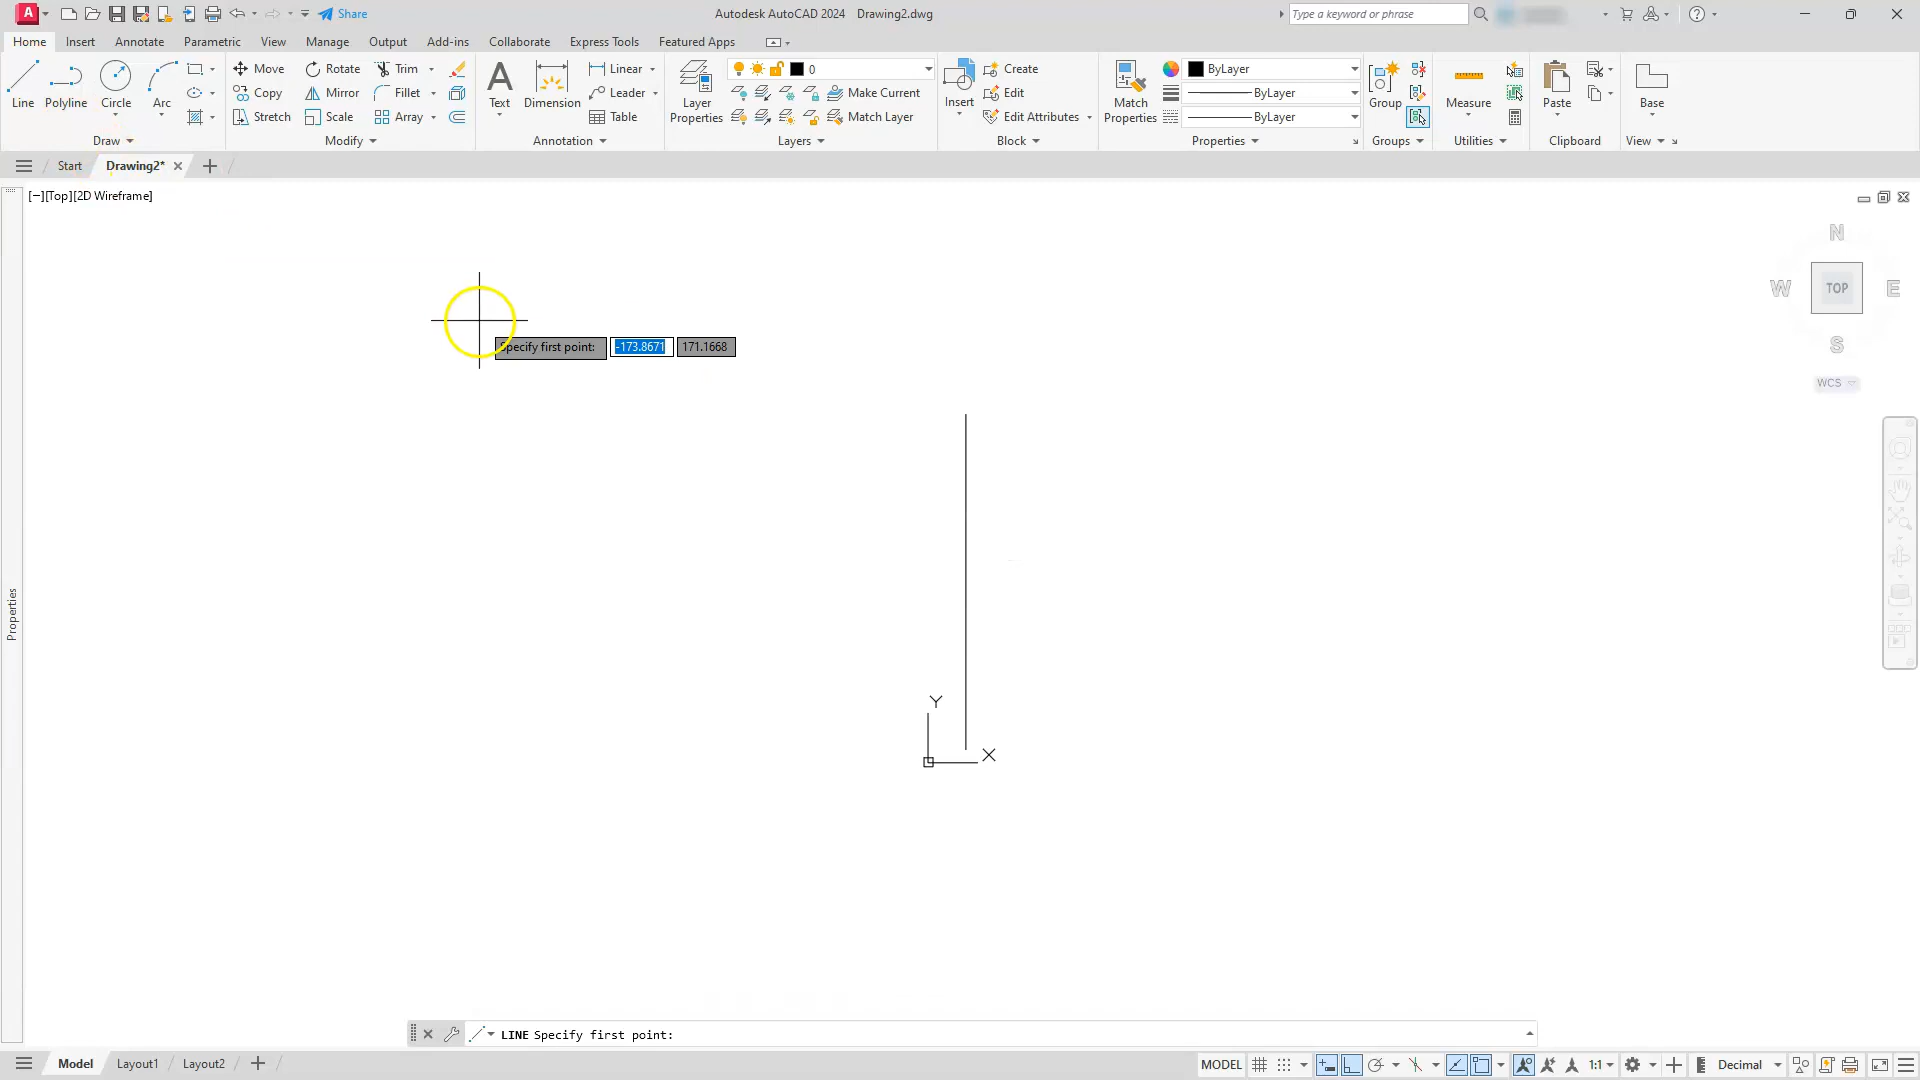 A Share Autodesk AutoCAD 2024 Drawing2.dwg Type a keyword or phrase
Home Insert Annotate Parametric View Manage Output Add-ins Collaborate Express Tools Featured Apps
Line Polyline Circle Arc
Move Rotate Trim
Copy Mirror Fillet
Stretch Scale Array
Text Dimension
Linear
Leader
Table
Layer
Properties
0
Make Current
Match Layer
Insert
Create
Edit
Edit Attributes
Match
Properties
ByLayer
ByLayer
ByLayer
Group
Measure
Paste
Base
Draw Modify Annotation Layers Block Properties Groups Utilities Clipboard View
Start Drawing2* +
[−][Top][2D Wireframe]
N
W TOP E
S
WCS
Specify first point: -173.8671 171.1668
Properties
Y
X
LINE Specify first point:
Model Layout1 Layout2 + MODEL 1:1 Decimal